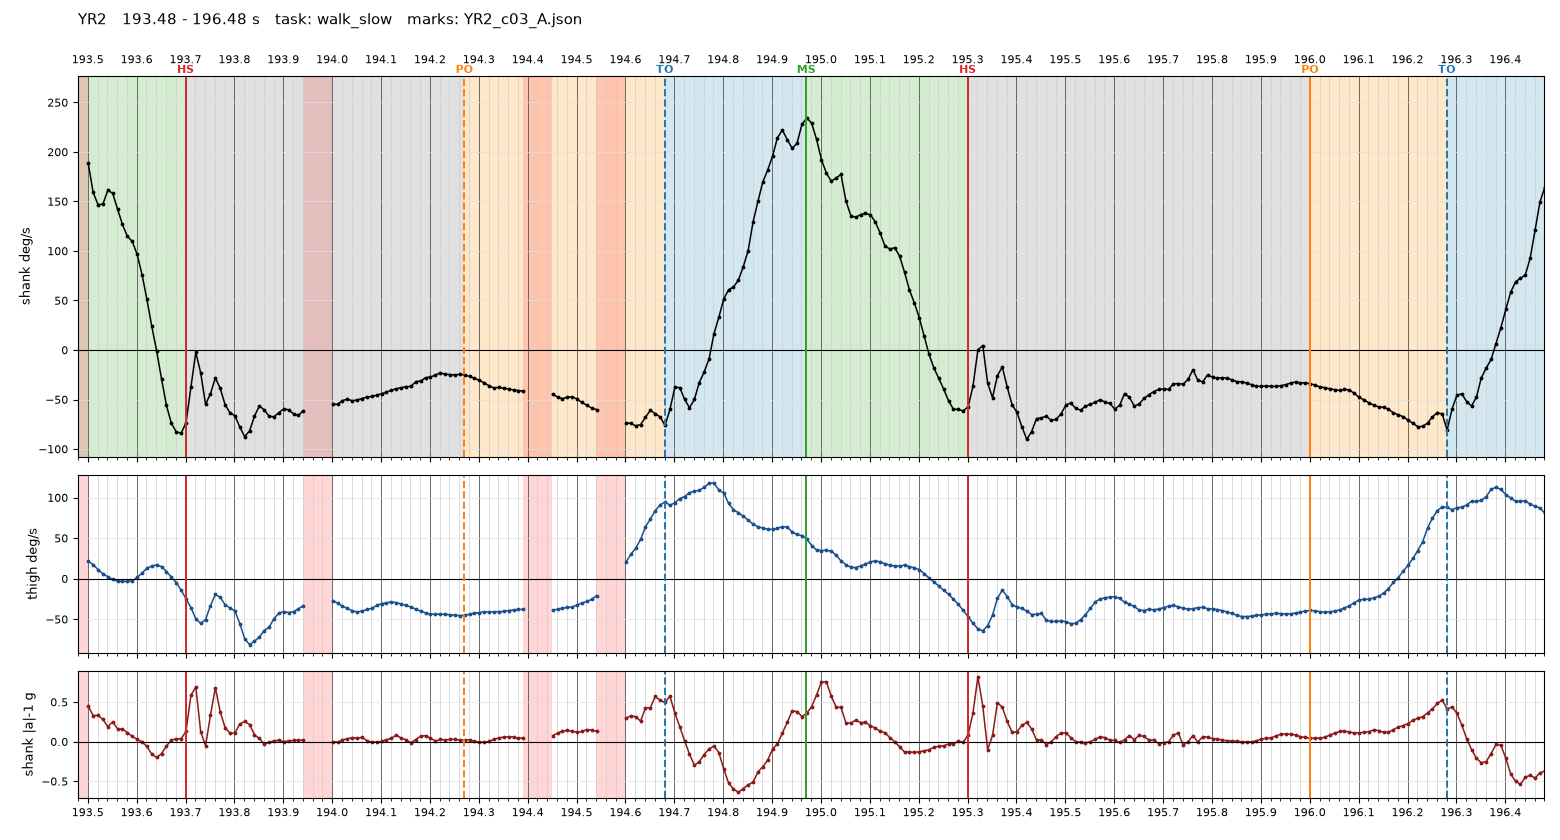 YR2   193.48 - 196.48 s   task: walk_slow   marks: YR2_c03_A.json
193.5 193.6 193.7 193.8 193.9 194.0 194.1 194.2 194.3 194.4 194.5 194.6 194.7 194.8 194.9 195.0 195.1 195.2 195.3 195.4 195.5 195.6 195.7 195.8 195.9 196.0 196.1 196.2 196.3 196.4
HS PO TO MS HS PO TO
shank deg/s
250
200
150
100
50
0
−50
−100
thigh deg/s
100
50
0
−50
shank |a|-1 g
0.5
0.0
−0.5
193.5 193.6 193.7 193.8 193.9 194.0 194.1 194.2 194.3 194.4 194.5 194.6 194.7 194.8 194.9 195.0 195.1 195.2 195.3 195.4 195.5 195.6 195.7 195.8 195.9 196.0 196.1 196.2 196.3 196.4